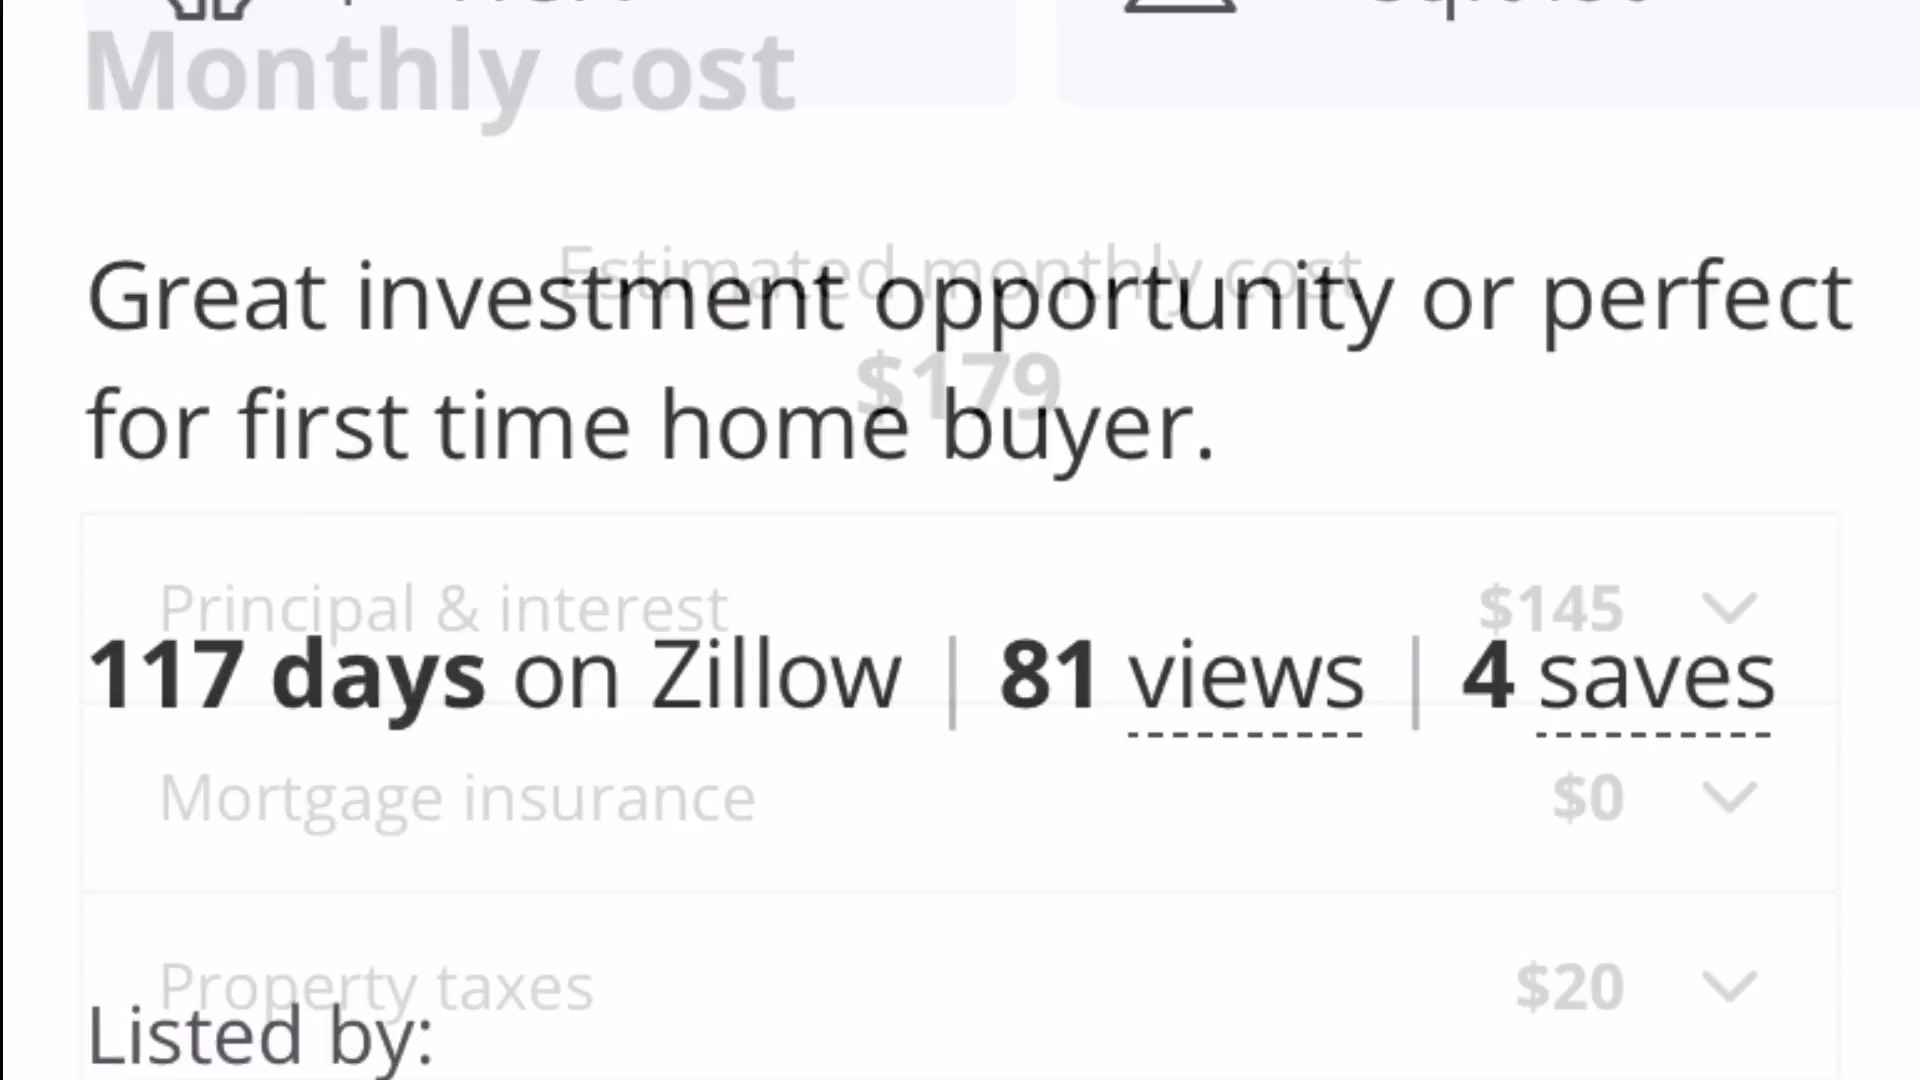 Monthly cost
Estimated monthly cost
Great investment opportunity or perfect
$179
for first time home buyer.
Principal & interest $145
117 days on Zillow | 81 views | 4 saves
Mortgage insurance $0
Property taxes $20
Listed by: